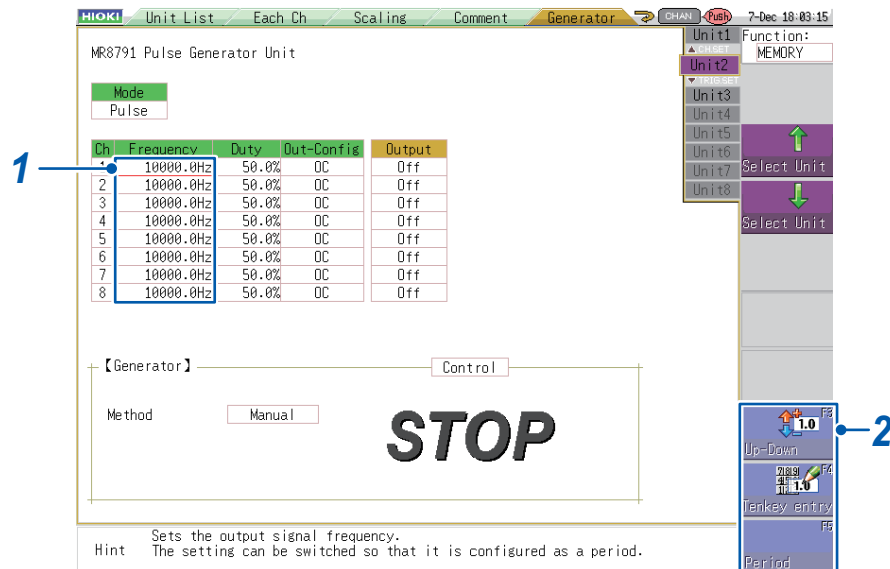 HIOKI Unit List Each Ch Scaling Comment Generator CHAN Push 7-Dec 18:03:15
Unit1 Function:
▲ CH.SET MEMORY
MR8791 Pulse Generator Unit
Unit2
▼ TRIG.SET
Mode Unit3
Pulse Unit4
Ch Frequency Duty Out-Config Output Unit5
Unit6
1 10000.0Hz 50.0% OC Off Unit7 Select Unit
2 10000.0Hz 50.0% OC Off Unit8
3 10000.0Hz 50.0% OC Off
4 10000.0Hz 50.0% OC Off Select Unit
5 10000.0Hz 50.0% OC Off
6 10000.0Hz 50.0% OC Off
7 10000.0Hz 50.0% OC Off
8 10000.0Hz 50.0% OC Off
【Generator】 Control
Method Manual STOP
F3
1.0 2
Up-Down
F4
1.0
Tenkey entry
F5
Period
Hint Sets the output signal frequency.
The setting can be switched so that it is configured as a period.